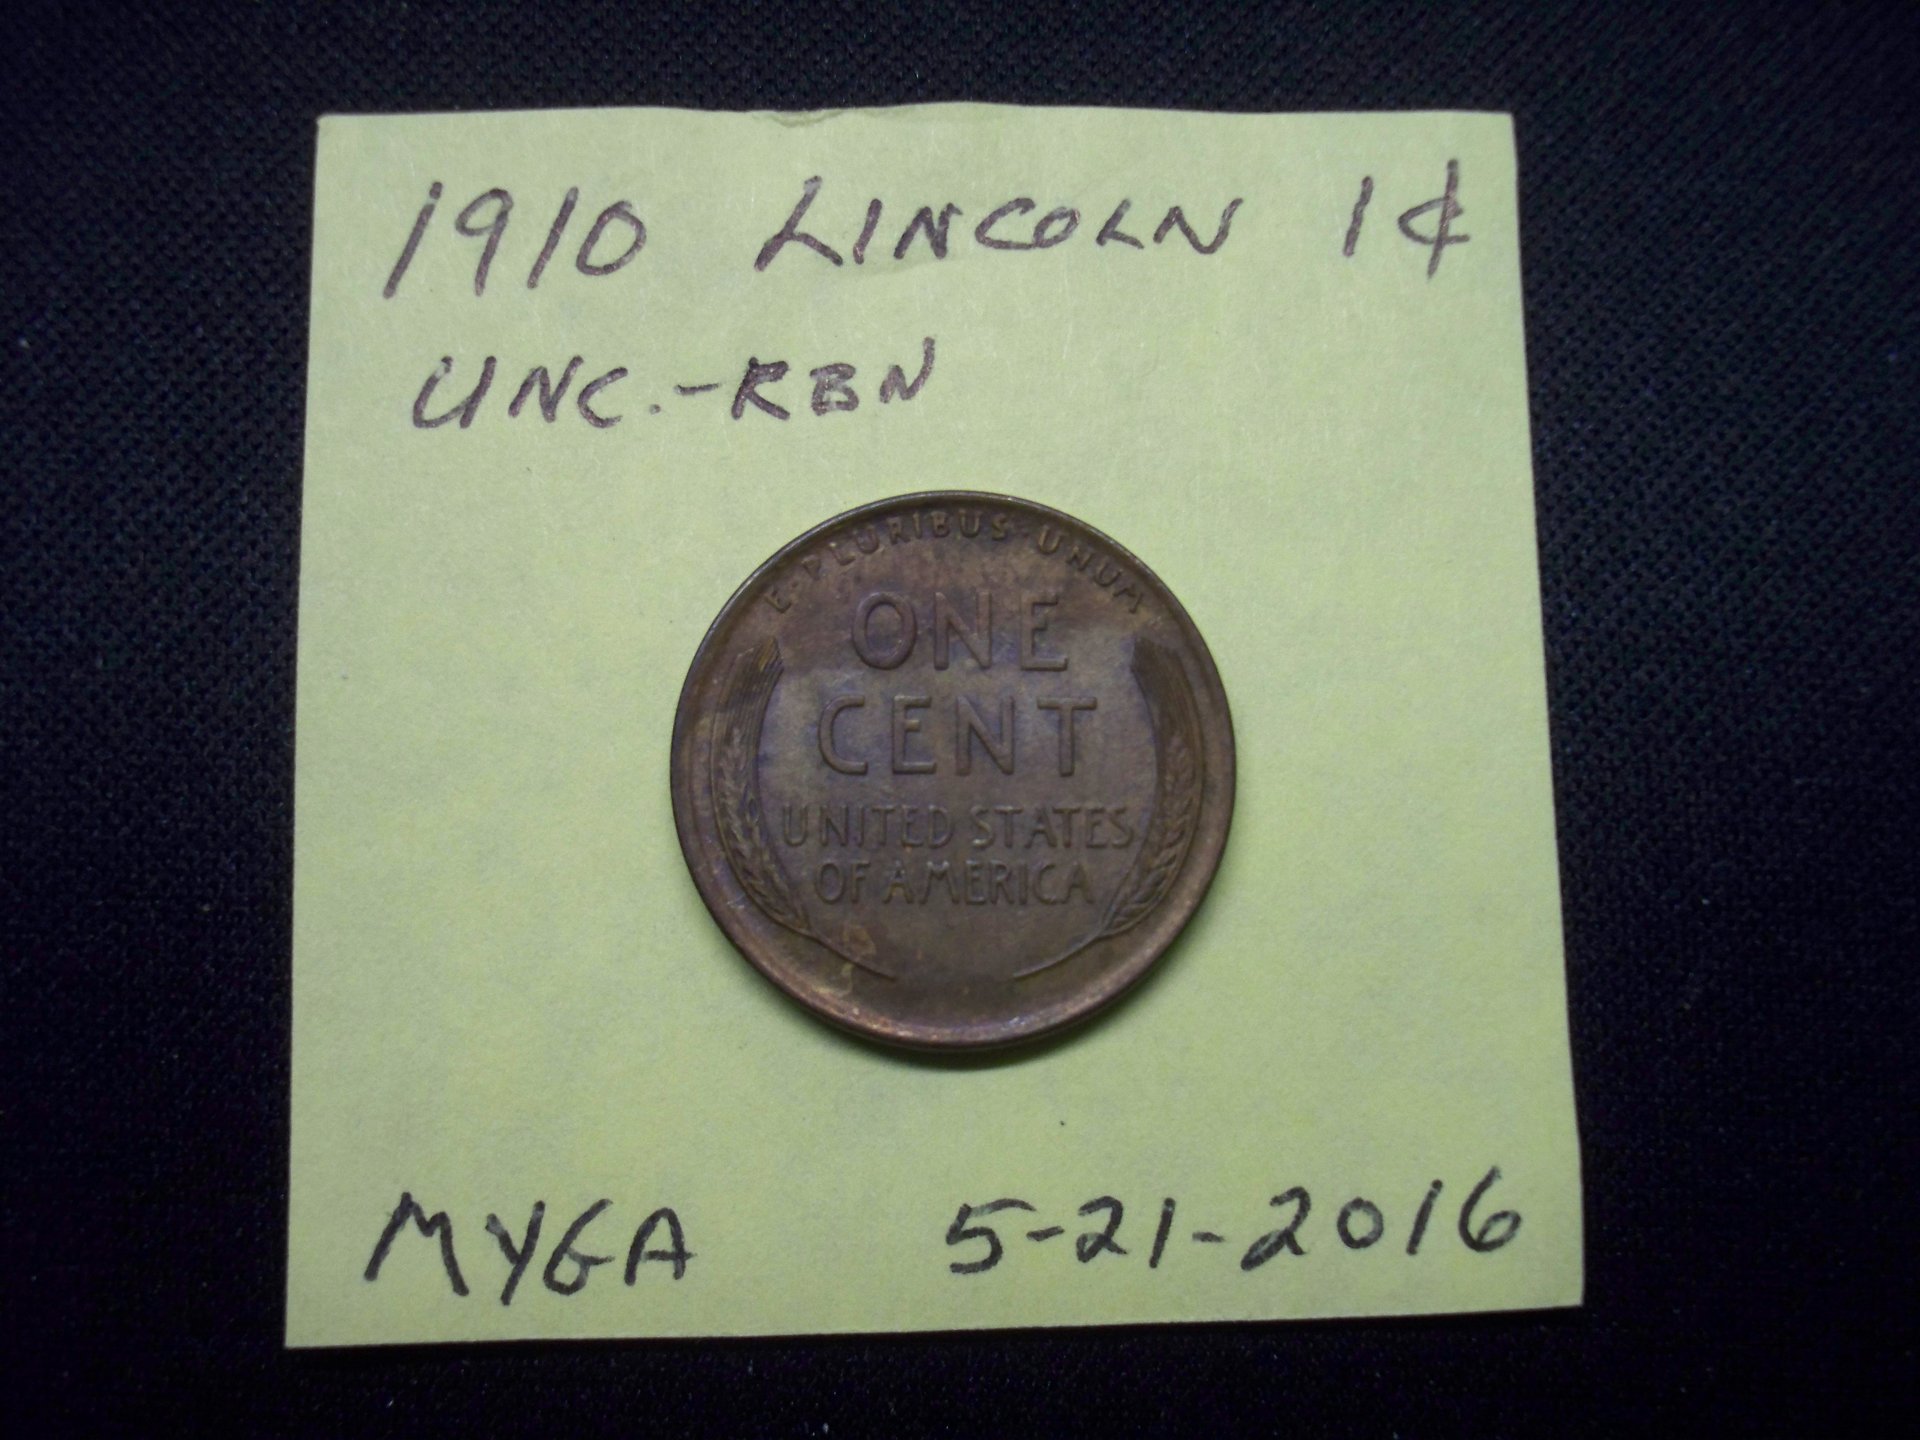 1910 LINCOLN 1¢
UNC.-RBN
E·PLURIBUS·UNUM
ONE
CENT
UNITED STATES
OF AMERICA
MYGA 5-21-2016